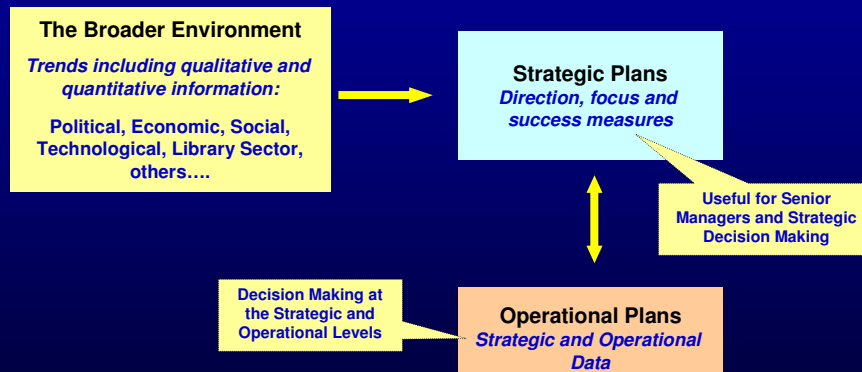 The Broader Environment
Trends including qualitative and
quantitative information:
Political, Economic, Social,
Technological, Library Sector,
others….
Strategic Plans
Direction, focus and
success measures
Useful for Senior
Managers and Strategic
Decision Making
Decision Making at
the Strategic and
Operational Levels
Operational Plans
Strategic and Operational
Data